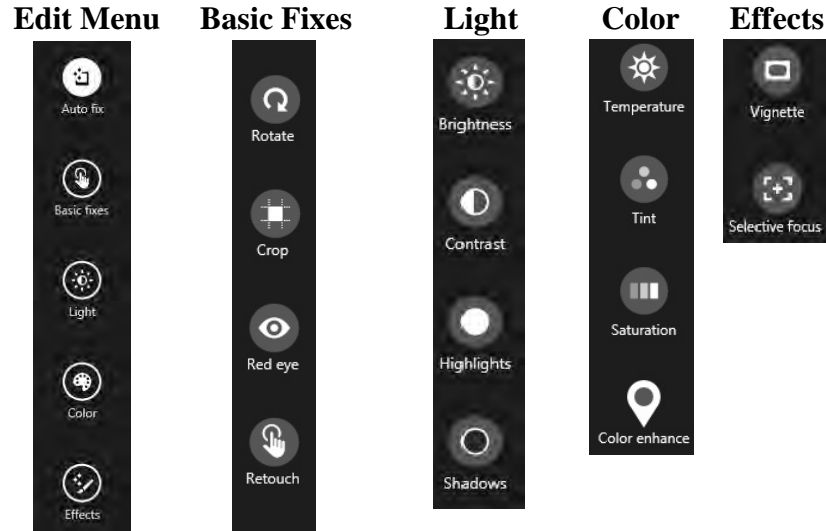 Edit Menu
Auto fix
Basic fixes
Light
Color
Effects
Basic Fixes
Rotate
Crop
Red eye
Retouch
Light
Brightness
Contrast
Highlights
Shadows
Color
Temperature
Tint
Saturation
Color enhance
Effects
Vignette
Selective focus